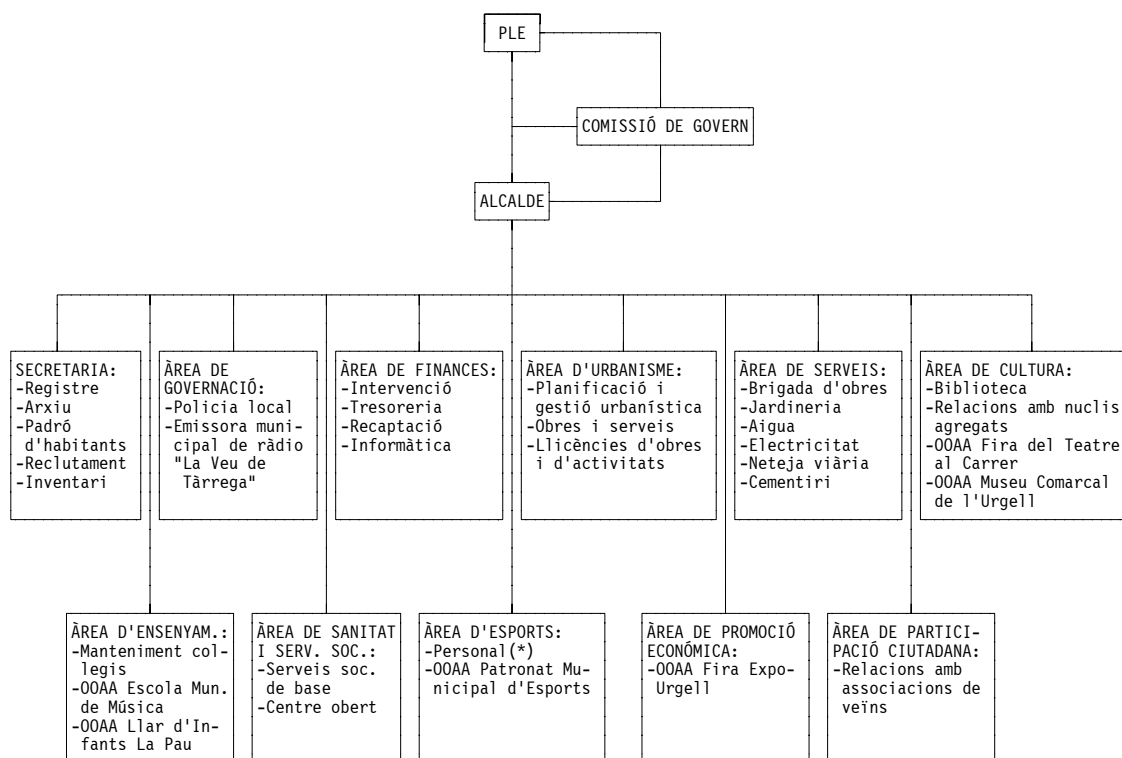 PLE
COMISSIÓ DE GOVERN
ALCALDE
SECRETARIA:
-Registre
-Arxiu
-Padró
d'habitants
-Reclutament
-Inventari
ÀREA DE
GOVERNACIÓ:
-Policia local
-Emissora muni-
cipal de ràdio
"La Veu de
Tàrrega"
ÀREA DE FINANCES:
-Intervenció
-Tresoreria
-Recaptació
-Informàtica
ÀREA D'URBANISME:
-Planificació i
gestió urbanística
-Obres i serveis
-Llicències d'obres
i d'activitats
ÀREA DE SERVEIS:
-Brigada d'obres
-Jardineria
-Aigua
-Electricitat
-Neteja viària
-Cementiri
ÀREA DE CULTURA:
-Biblioteca
-Relacions amb nuclis
agregats
-OOAA Fira del Teatre
al Carrer
-OOAA Museu Comarcal
de l'Urgell
ÀREA D'ENSENYAM.:
-Manteniment col-
legis
-OOAA Escola Mun.
de Música
-OOAA Llar d'In-
fants La Pau
ÀREA DE SANITAT
I SERV. SOC.:
-Serveis soc.
de base
-Centre obert
ÀREA D'ESPORTS:
-Personal(*)
-OOAA Patronat Mu-
nicipal d'Esports
ÀREA DE PROMOCIÓ
ECONÓMICA:
-OOAA Fira Expo-
Urgell
ÀREA DE PARTICI-
PACIÓ CIUTADANA:
-Relacions amb
associacions de
veïns